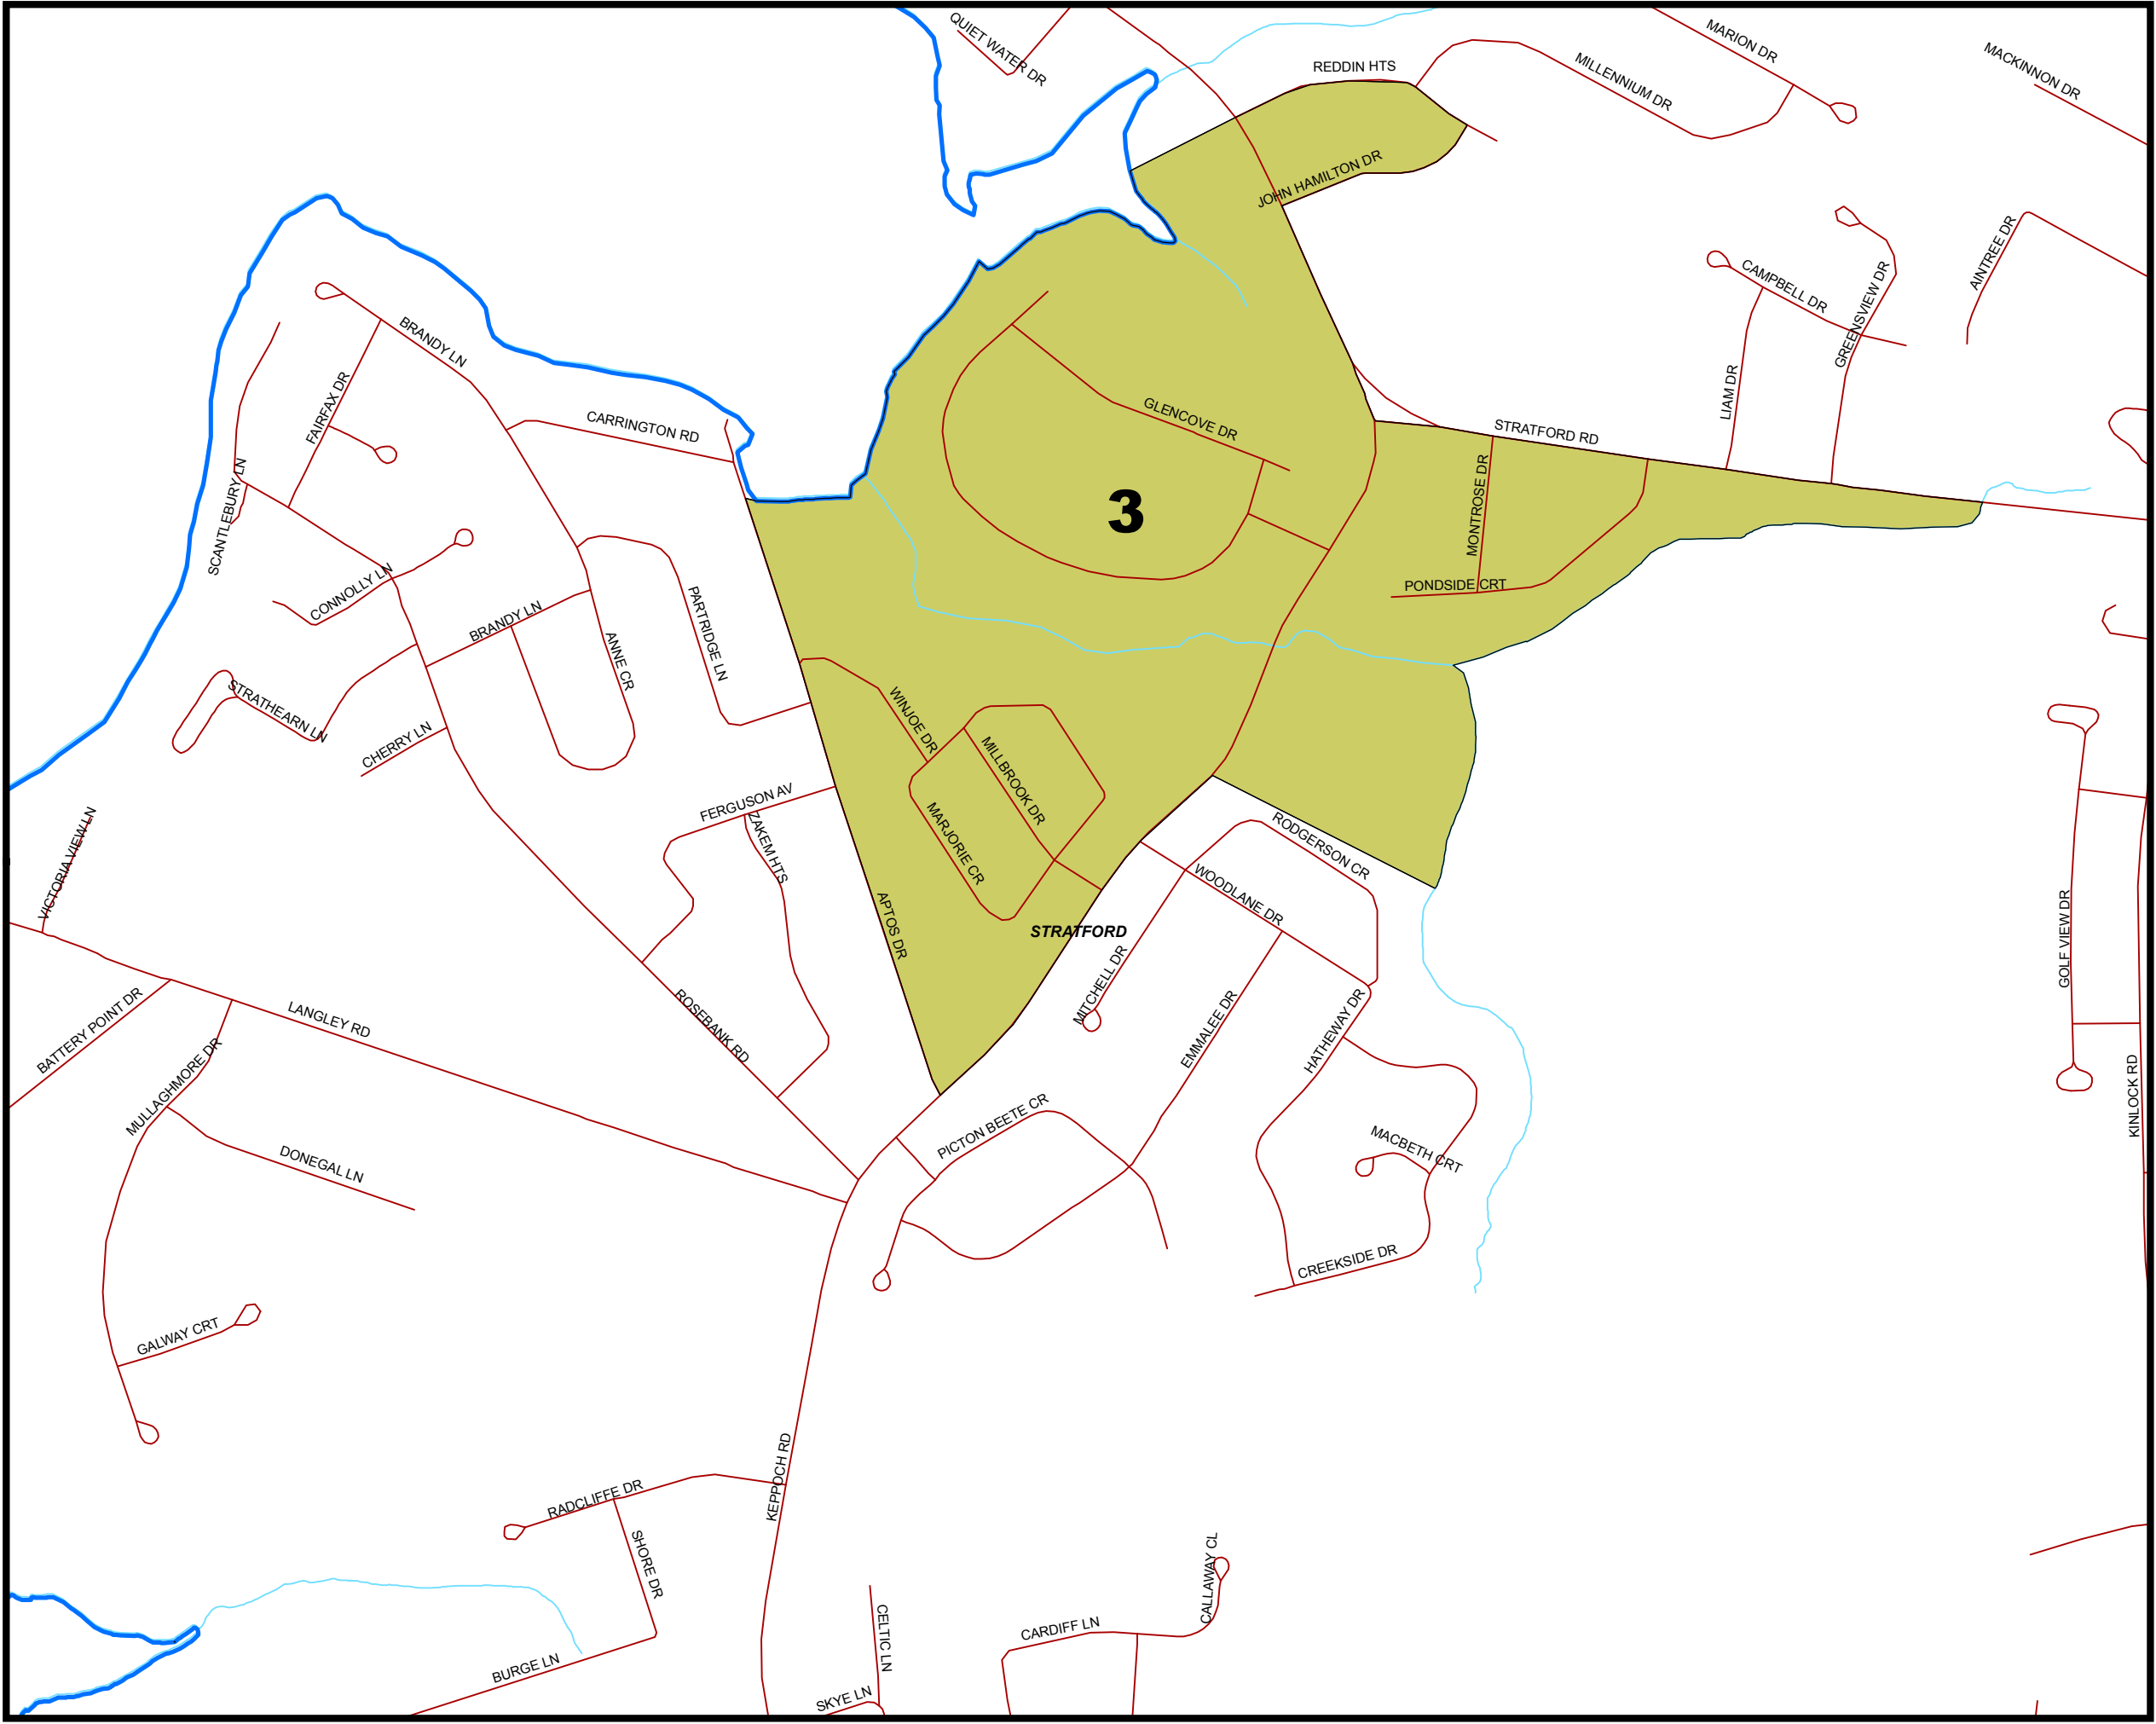 QUIET WATER DR
REDDIN HTS
MARION DR
MILLENNIUM DR
MACKINNON DR
JOHN HAMILTON DR
CAMPBELL DR
GREENSVIEW DR
AINTREE DR
BRANDY LN
FAIRFAX DR
CARRINGTON RD
GLENCOVE DR
STRATFORD RD
LIAM DR
SCANTLEBURY LN
3
MONTROSE DR
CONNOLLY LN
PONDSIDE CRT
BRANDY LN
ANNE CR
PARTRIDGE LN
STRATHEARN LN
CHERRY LN
WINJOE DR
MILLBROOK DR
FERGUSON AV
ZAKEM HTS
MARJORIE CR
RODGERSON CR
VICTORIA VIEW LN
WOODLANE DR
APTOS DR
STRATFORD
GOLF VIEW DR
MITCHELL DR
BATTERY POINT DR
LANGLEY RD
ROSEBANK RD
EMMALEE DR
HATHEWAY DR
MULLAGHMORE DR
PICTON BEETE CR
KINLOCK RD
DONEGAL LN
MACBETH CRT
CREEKSIDE DR
GALWAY CRT
KEPPOCH RD
RADCLIFFE DR
SHORE DR
CALLAWAY CL
CELTIC LN
CARDIFF LN
BURGE LN
SKYE LN